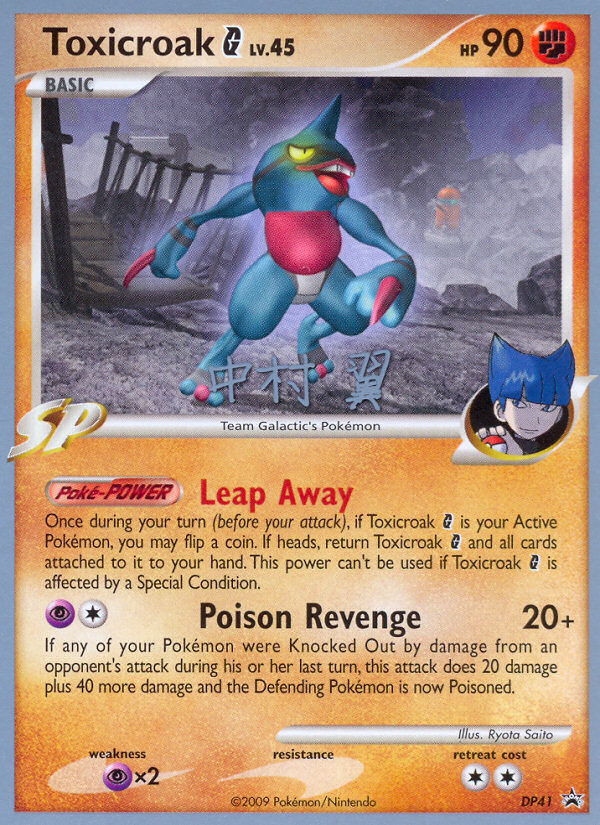 Toxicroak G LV.45 HP 90
BASIC
中村 翼
SP
Team Galactic's Pokémon
Poké-POWER Leap Away
Once during your turn (before your attack), if Toxicroak G is your Active
Pokémon, you may flip a coin. If heads, return Toxicroak G and all cards
attached to it to your hand. This power can't be used if Toxicroak G is
affected by a Special Condition.
Poison Revenge 20+
If any of your Pokémon were Knocked Out by damage from an
opponent's attack during his or her last turn, this attack does 20 damage
plus 40 more damage and the Defending Pokémon is now Poisoned.
Illus. Ryota Saito
weakness resistance retreat cost
×2
©2009 Pokémon/Nintendo DP41